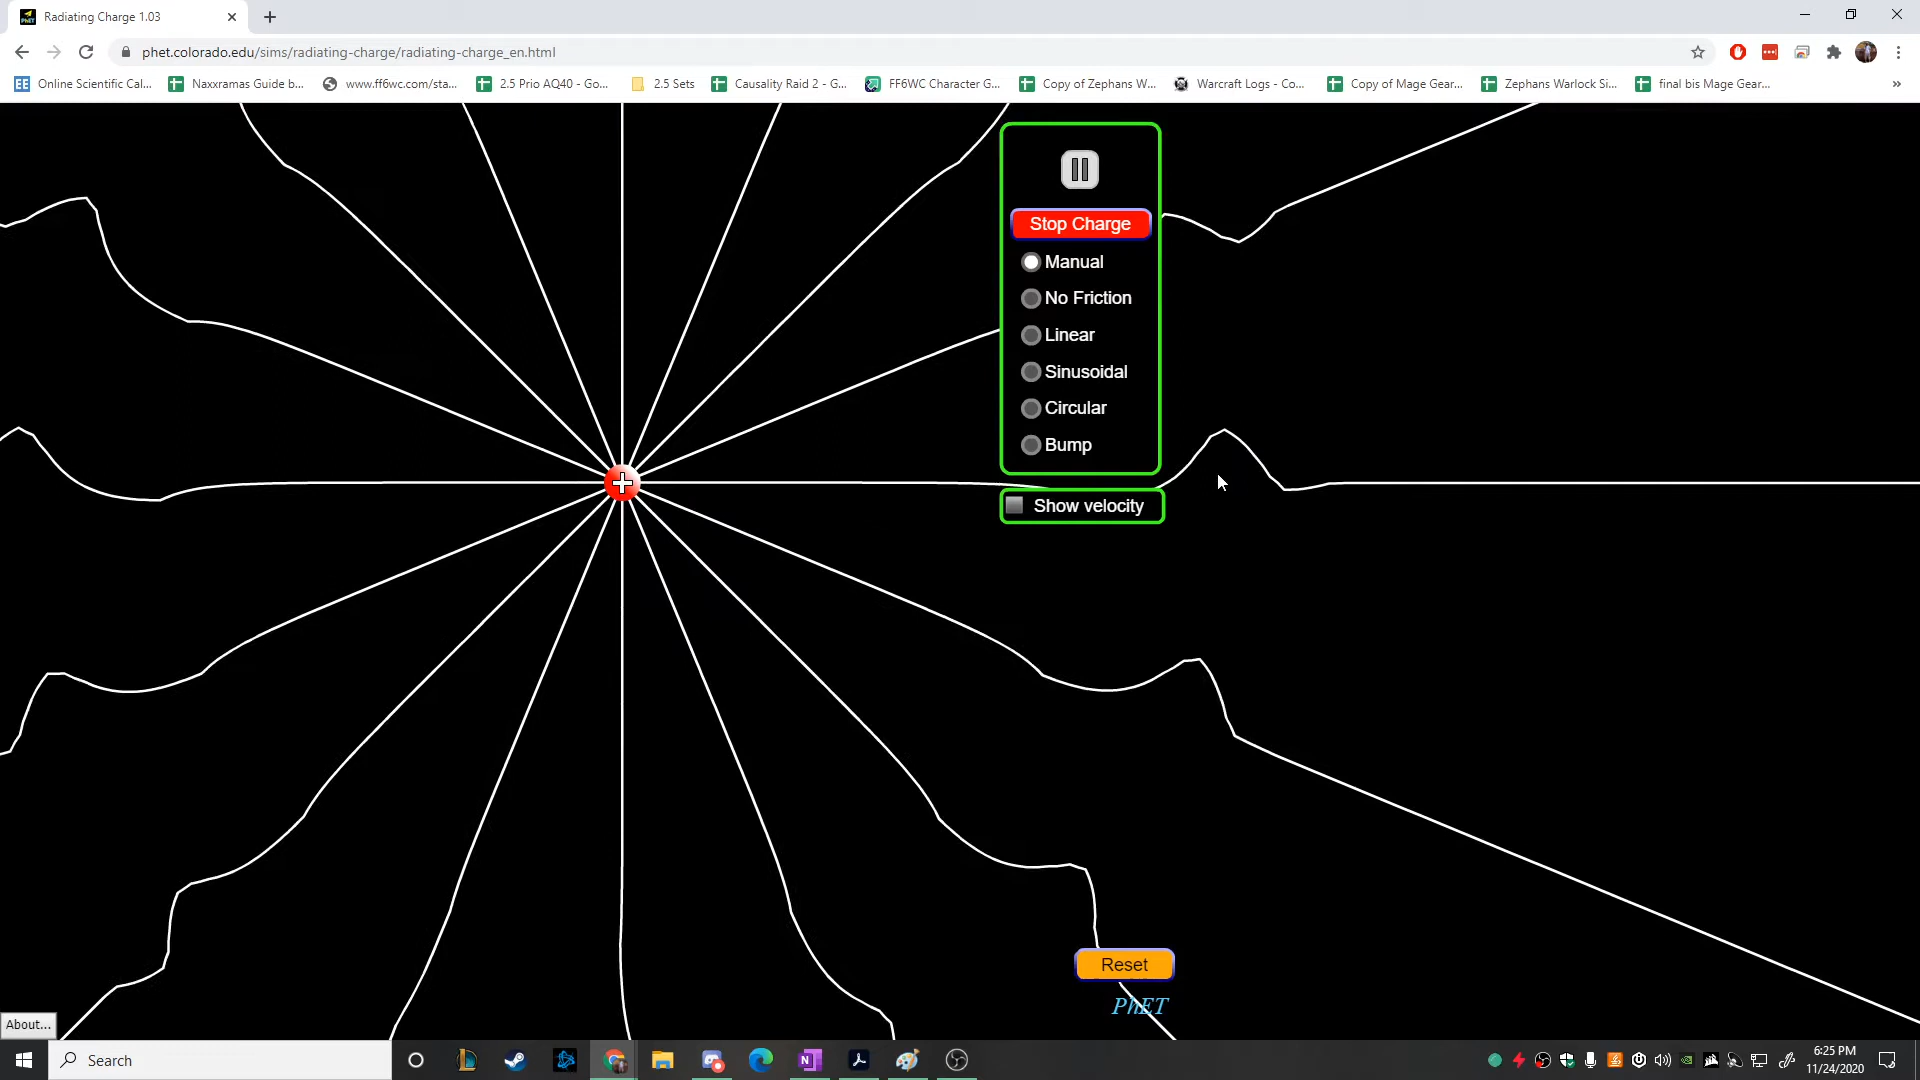 Radiating Charge 1.03
phet.colorado.edu/sims/radiating-charge/radiating-charge_en.html
EE Online Scientific Cal...
Naxxramas Guide b...
www.ff6wc.com/sta...
2.5 Prio AQ40 - Go...
2.5 Sets
Causality Raid 2 - G...
FF6WC Character G...
Copy of Zephans W...
Warcraft Logs - Co...
Copy of Mage Gear...
Zephans Warlock Si...
final bis Mage Gear...
»
Stop Charge
Manual
No Friction
Linear
Sinusoidal
Circular
Bump
Show velocity
Reset
PhET
About...
Search
6:25 PM
11/24/2020